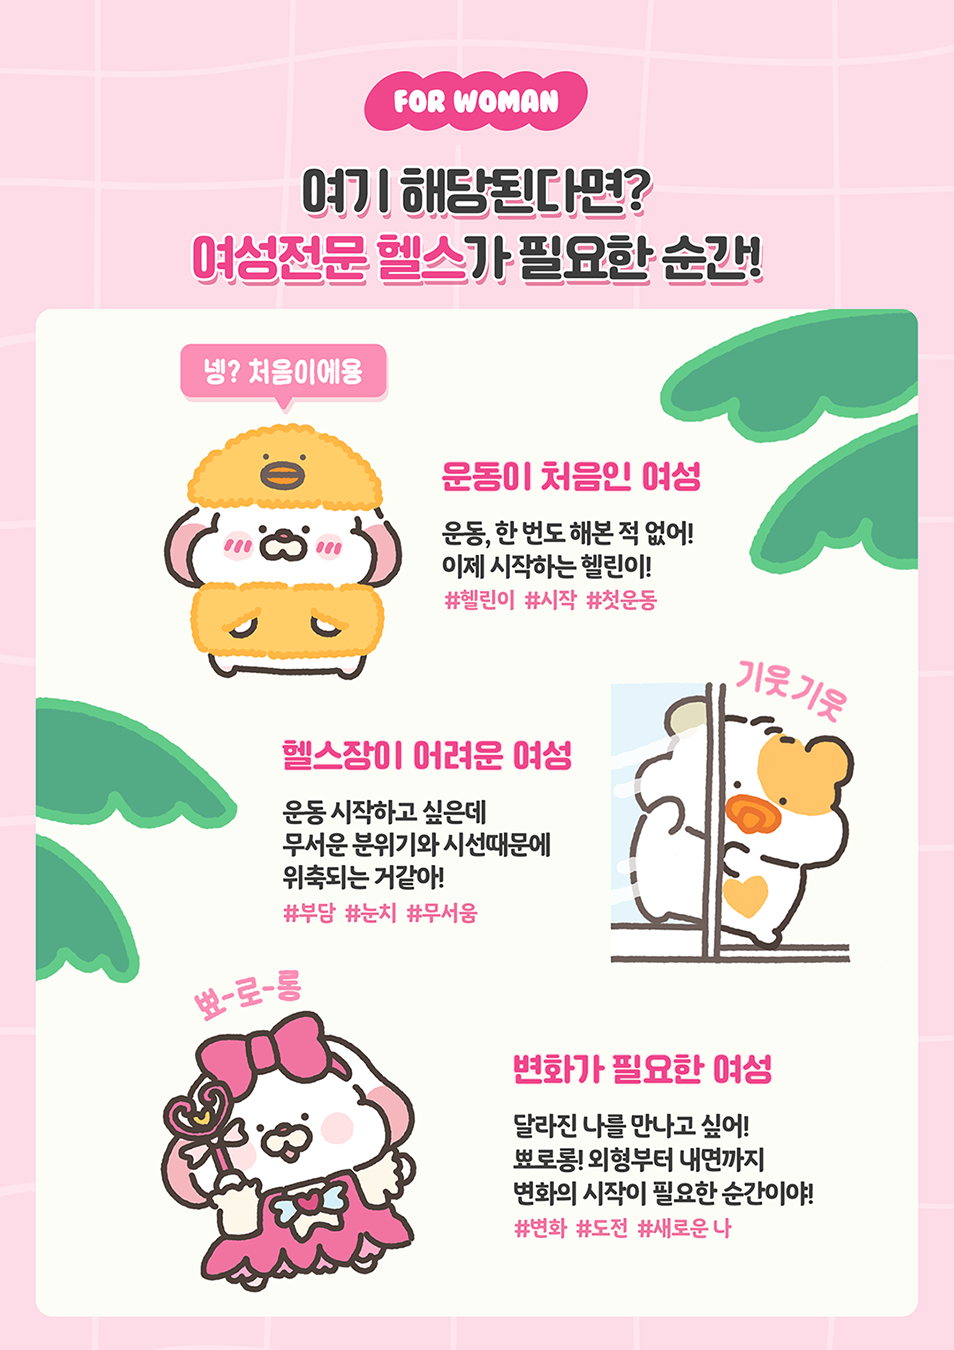 FOR WOMAN
여기 해당된다면?
여성전문 헬스가 필요한 순간!
넹? 처음이에용
운동이 처음인 여성
운동, 한 번도 해본 적 없어!
이제 시작하는 헬린이!
#헬린이 #시작 #첫운동
기웃기웃
헬스장이 어려운 여성
운동 시작하고 싶은데
무서운 분위기와 시선때문에
위축되는 거같아!
#부담 #눈치 #무서움
뾰-로-롱
변화가 필요한 여성
달라진 나를 만나고 싶어!
뾰로롱! 외형부터 내면까지
변화의 시작이 필요한 순간이야!
#변화 #도전 #새로운 나